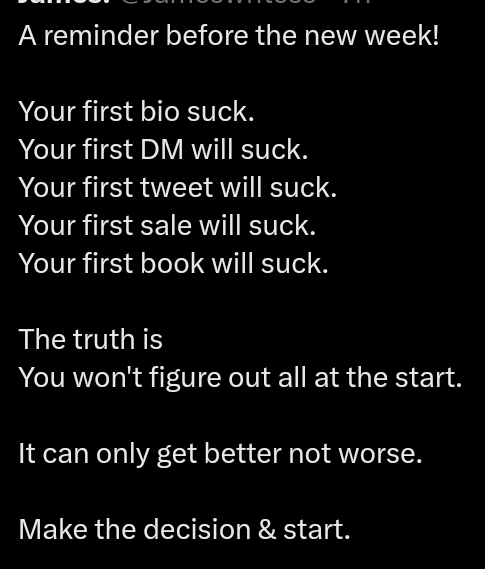 A reminder before the new week!
Your first bio suck.
Your first DM will suck.
Your first tweet will suck.
Your first sale will suck.
Your first book will suck.
The truth is
You won't figure out all at the start.
It can only get better not worse.
Make the decision & start.